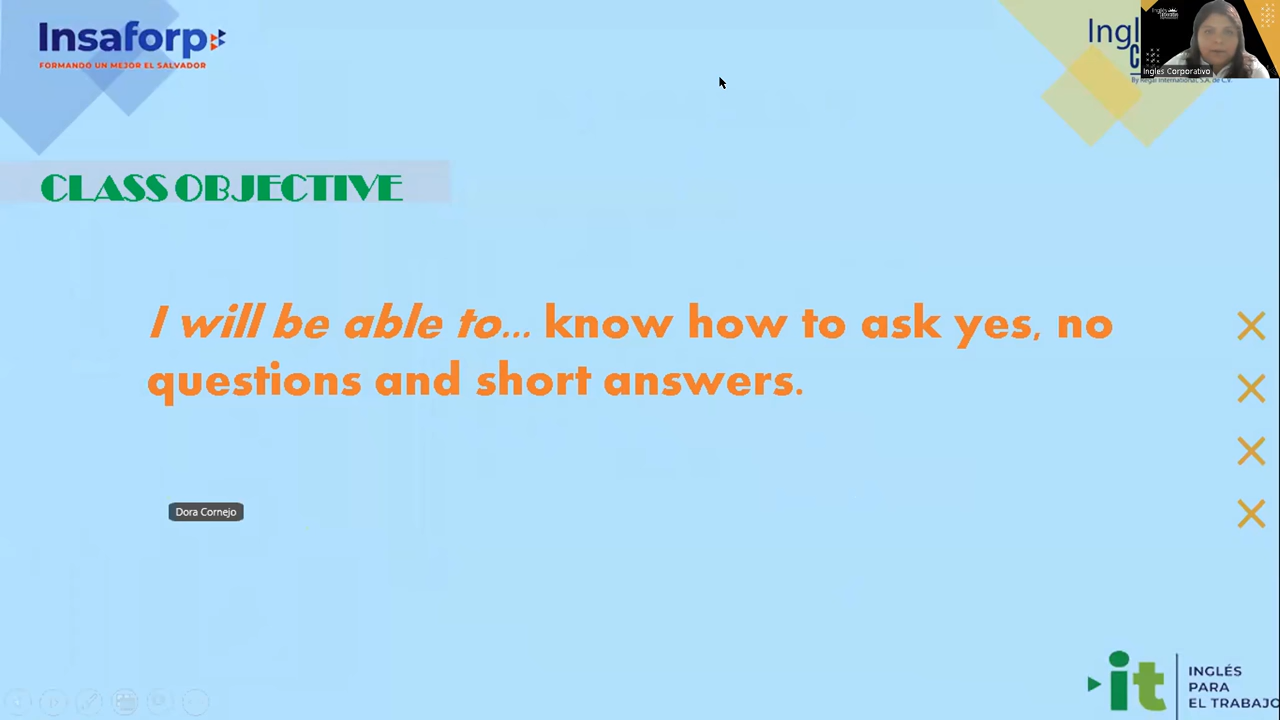 Insaforp
FORMANDO UN MEJOR EL SALVADOR
Ingles Corporativo
CLASS OBJECTIVE
I will be able to... know how to ask yes, no
questions and short answers.
Dora Cornejo
it
INGLÉS
PARA
EL TRABAJO